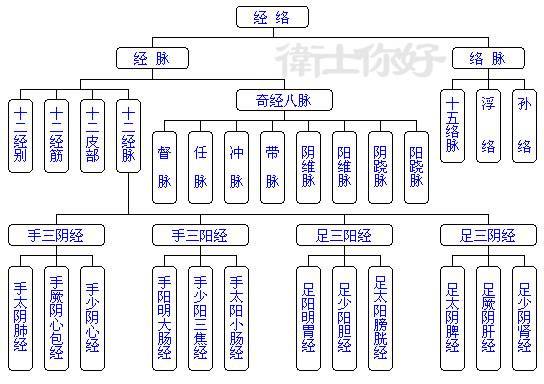 经 络
衛士你好
经 脉
络 脉
奇经八脉
十二经别
十二经筋
十二皮部
十二经脉
督 脉
任 脉
冲 脉
带 脉
阴维脉
阳维脉
阴跷脉
阳跷脉
十五络脉
浮 络
孙 络
手三阴经
手三阳经
足三阳经
足三阴经
手太阴肺经
手厥阴心包经
手少阴心经
手阳明大肠经
手少阳三焦经
手太阳小肠经
足阳明胃经
足少阳胆经
足太阳膀胱经
足太阴脾经
足厥阴肝经
足少阴肾经